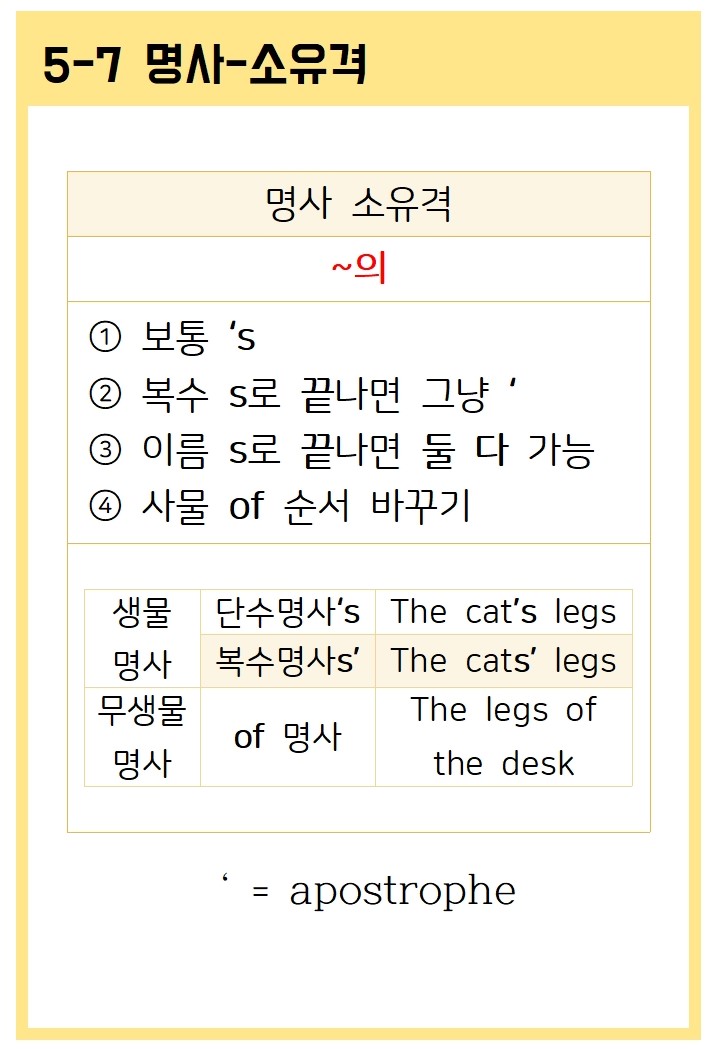 5-7 명사-소유격
명사 소유격
~의
① 보통 ‘s
② 복수 s로 끝나면 그냥 ‘
③ 이름 s로 끝나면 둘 다 가능
④ 사물 of 순서 바꾸기
생물
명사
단수명사‘s
The cat’s legs
복수명사s’
The cats’ legs
무생물
명사
of 명사
The legs of
the desk
‘ = apostrophe